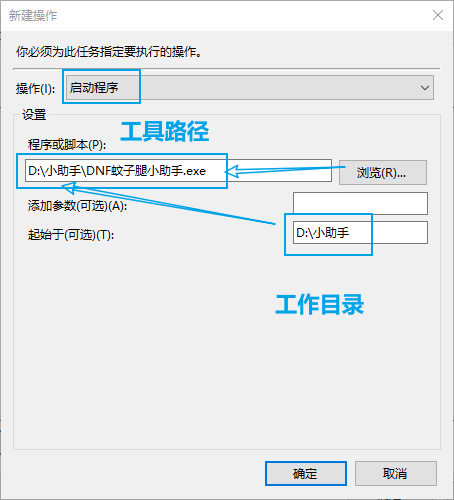 新建操作
你必须为此任务指定要执行的操作。
操作(I):
启动程序
设置
工具路径
程序或脚本(P):
D:\小助手\DNF蚊子腿小助手.exe
浏览(R)...
添加参数(可选)(A):
起始于(可选)(T):
D:\小助手
工作目录
确定
取消